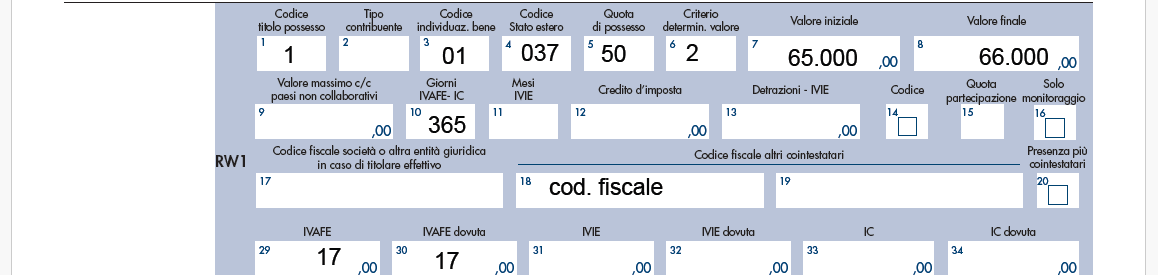 Codice Tipo Codice Codice Quota Criterio Valore iniziale Valore finale
titolo possesso contribuente individuaz. bene Stato estero di possesso determin. valore
1 1 2 3 01 4 037 5 50 6 2 7 65.000 ,00 8 66.000 ,00
Valore massimo c/c Giorni Mesi Credito d'imposta Detrazioni - IVIE Codice Quota Solo
paesi non collaborativi IVAFE- IC IVIE partecipazione monitoraggio
9 ,00 10 365 11 12 ,00 13 ,00 14 15 16
RW1 Codice fiscale società o altra entità giuridica Codice fiscale altri cointestatari Presenza più
in caso di titolare effettivo cointestatari
17 18 cod. fiscale 19 20
IVAFE IVAFE dovuta IVIE IVIE dovuta IC IC dovuta
29 17 ,00 30 17 ,00 31 ,00 32 ,00 33 ,00 34 ,00